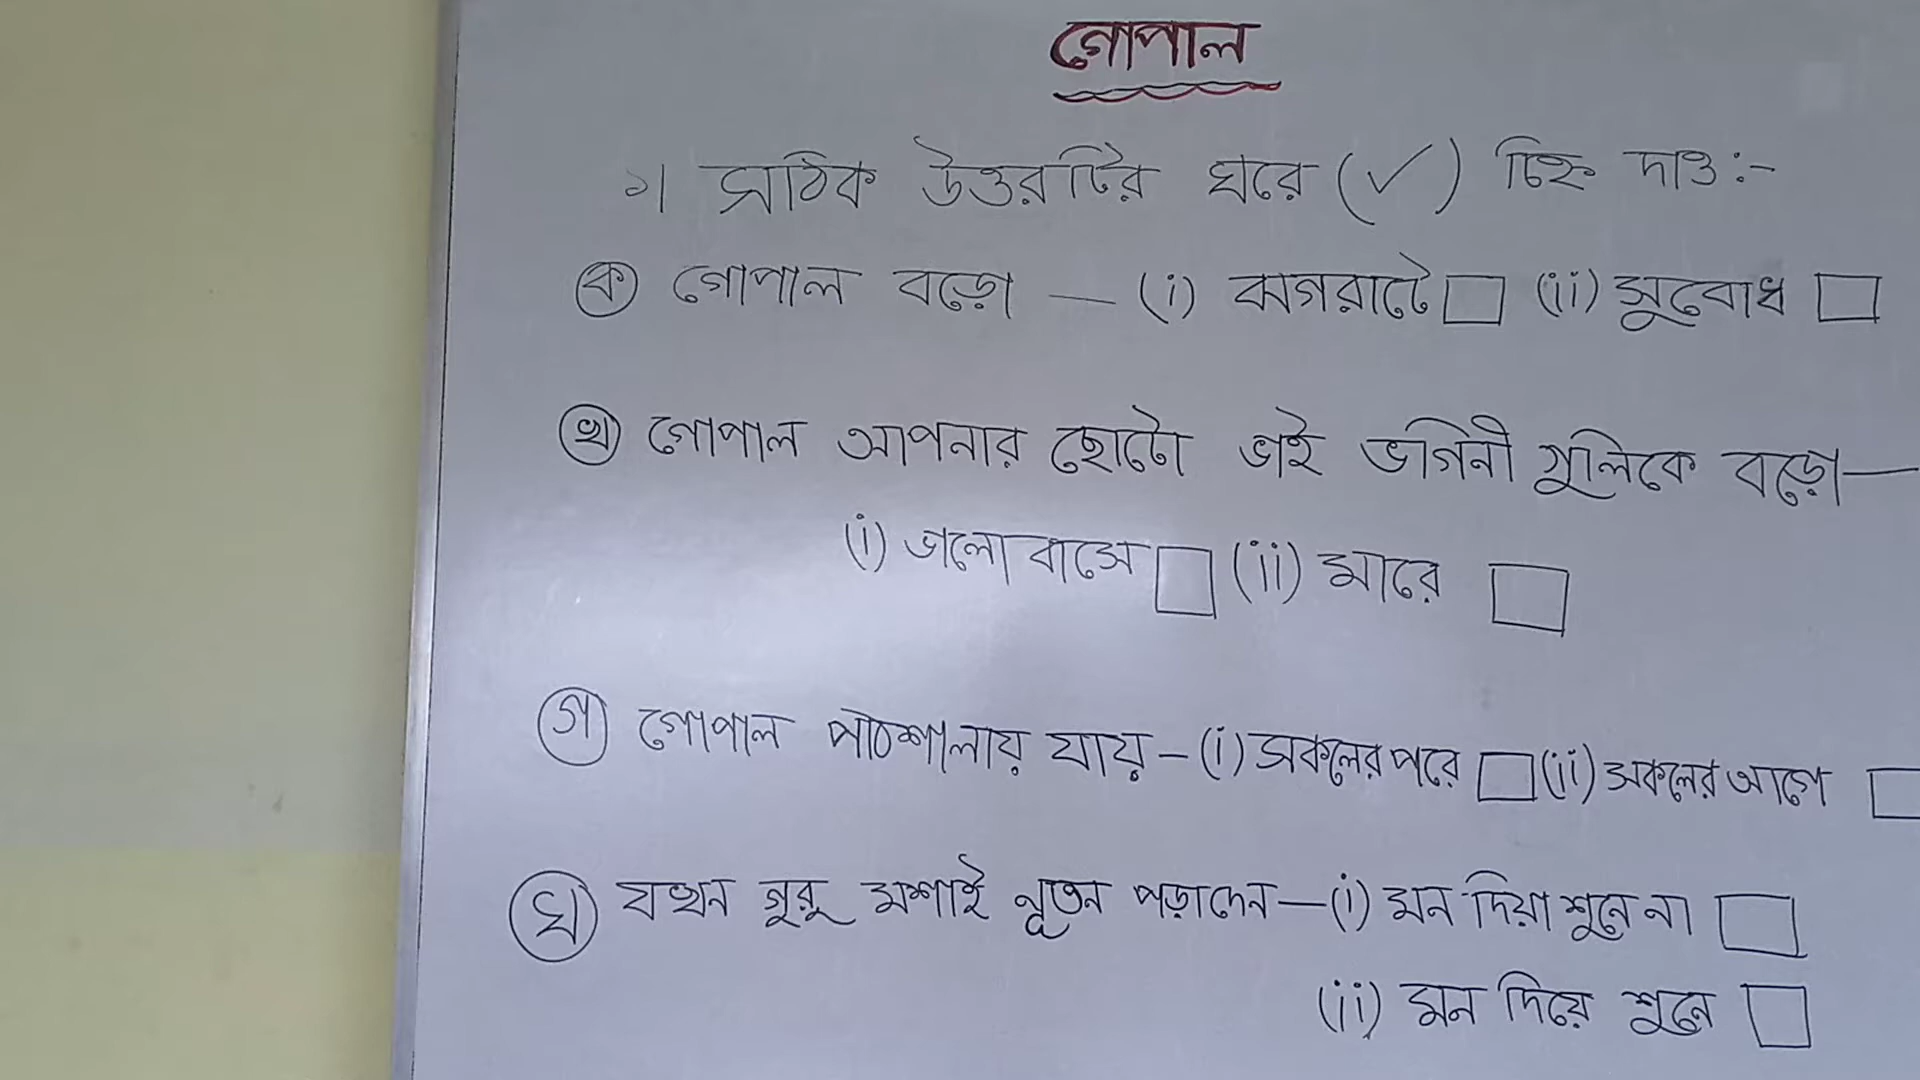 গোপাল
১। সঠিক উত্তরটির ঘরে (✓) চিহ্ন দাও:-
ক গোপাল বড়ো — (i) ঝগরাটে □ (ii) সুবোধ □
খ গোপাল আপনার ছোটো ভাই ভগিনী গুলিকে বড়ো —
(i) ভালো বাসে □ (ii) মারে □
গ গোপাল পাঠশালায় যায় - (i) সকলের পরে □ (ii) সকলের আগে □
ঘ যখন গুরু মশাই নূতন পড়াদেন — (i) মন দিয়া শুনে না □
(ii) মন দিয়ে শুনে □